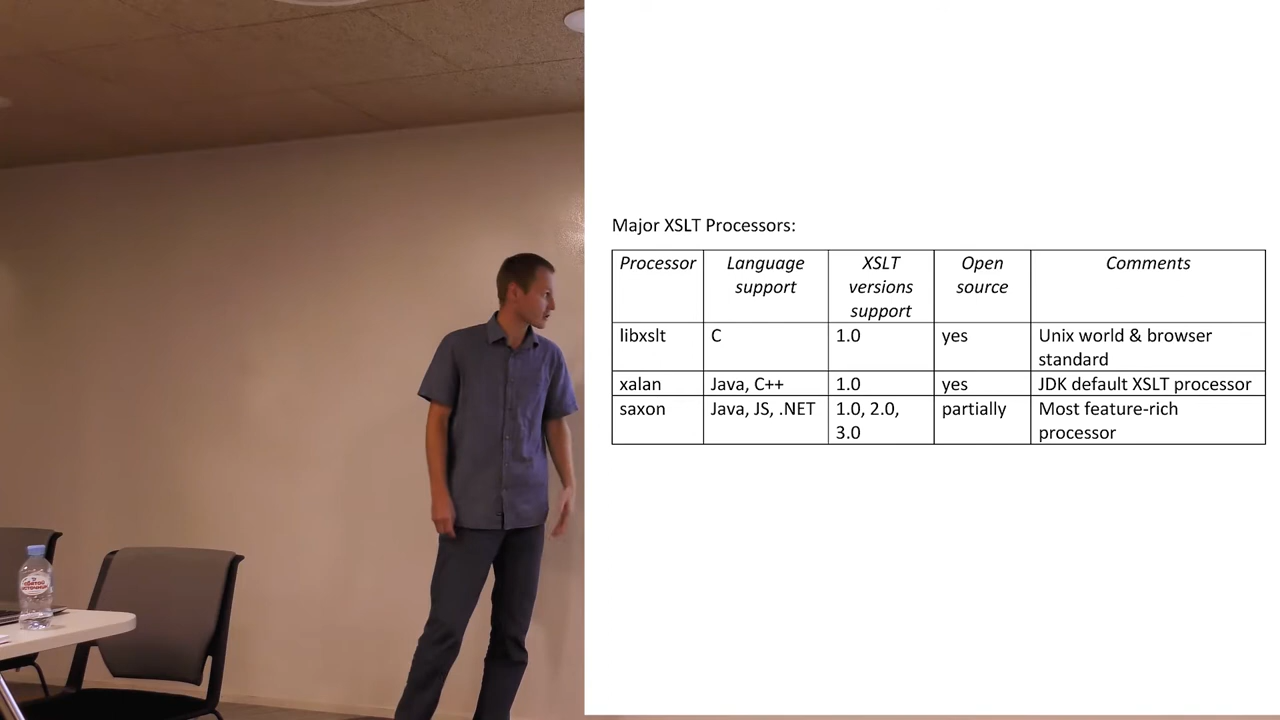 Major XSLT Processors:
Processor Language support XSLT versions support Open source Comments
libxslt C 1.0 yes Unix world & browser standard
xalan Java, C++ 1.0 yes JDK default XSLT processor
saxon Java, JS, .NET 1.0, 2.0, 3.0 partially Most feature-rich processor